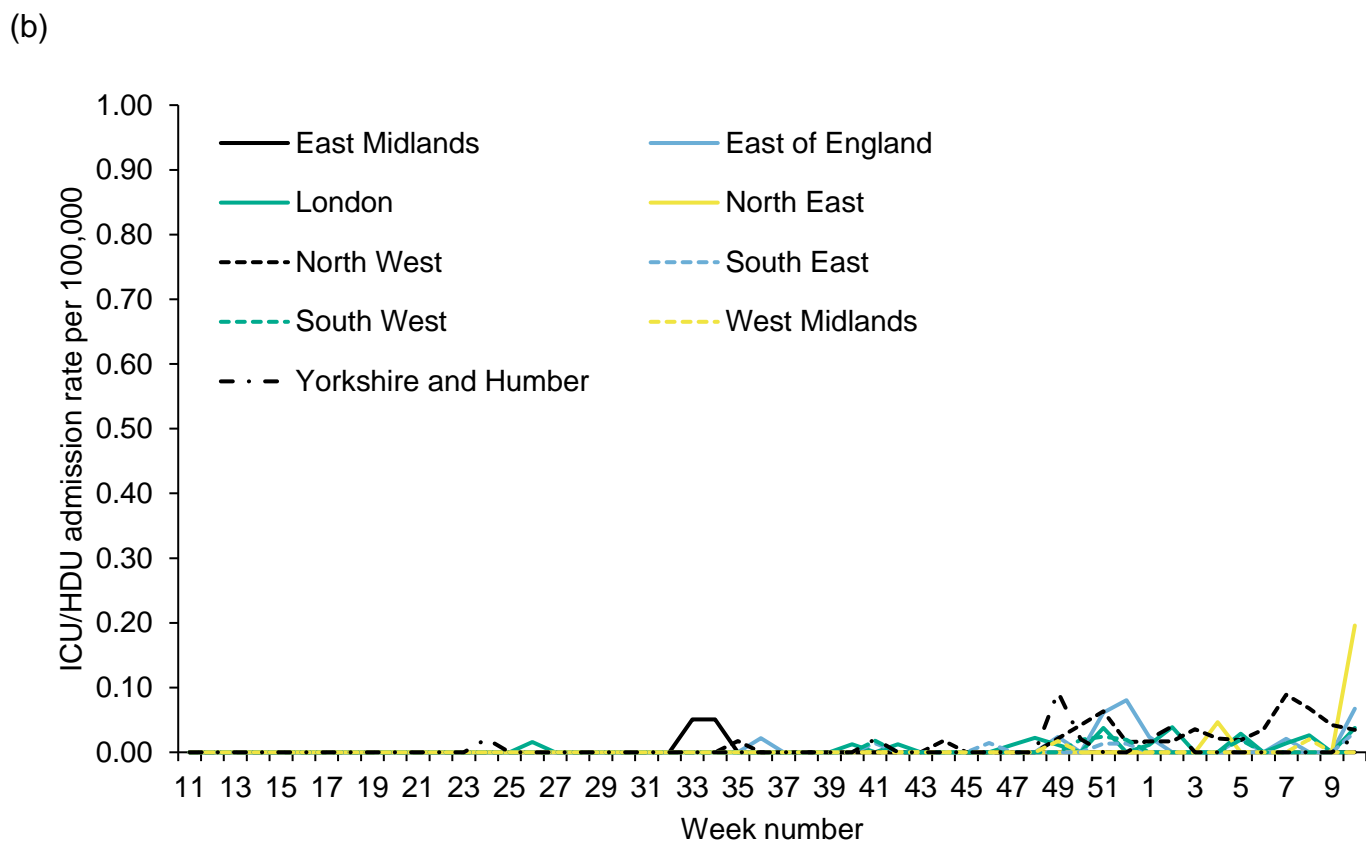 (b)
ICU/HDU admission rate per 100,000
1.00
0.90
0.80
0.70
0.60
0.50
0.40
0.30
0.20
0.10
0.00
East Midlands East of England
London North East
North West South East
South West West Midlands
Yorkshire and Humber
11 13 15 17 19 21 23 25 27 29 31 33 35 37 39 41 43 45 47 49 51 1 3 5 7 9
Week number